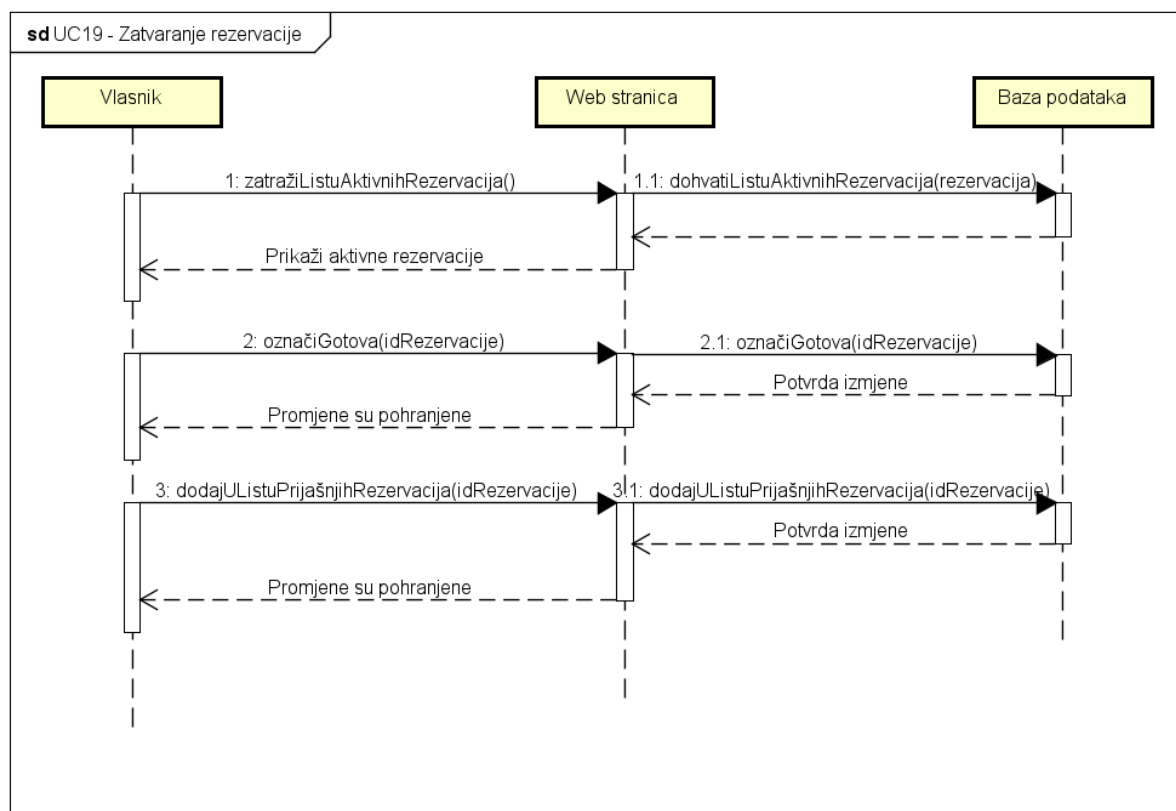 sd UC19 - Zatvaranje rezervacije
Vlasnik
Web stranica
Baza podataka
1: zatražiListuAktivnihRezervacija()
1.1: dohvatiListuAktivnihRezervacija(rezervacija)
Prikaži aktivne rezervacije
2: označiGotova(idRezervacije)
2.1: označiGotova(idRezervacije)
Potvrda izmjene
Promjene su pohranjene
3: dodajUListuPrijašnjihRezervacija(idRezervacije)
3.1: dodajUListuPrijašnjihRezervacija(idRezervacije)
Potvrda izmjene
Promjene su pohranjene